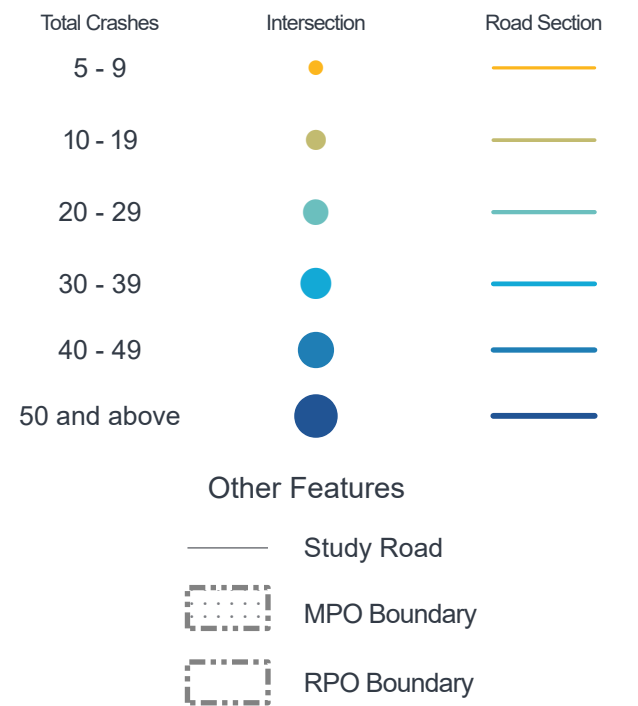 Total Crashes Intersection Road Section
5 - 9
10 - 19
20 - 29
30 - 39
40 - 49
50 and above
Other Features
Study Road
MPO Boundary
RPO Boundary